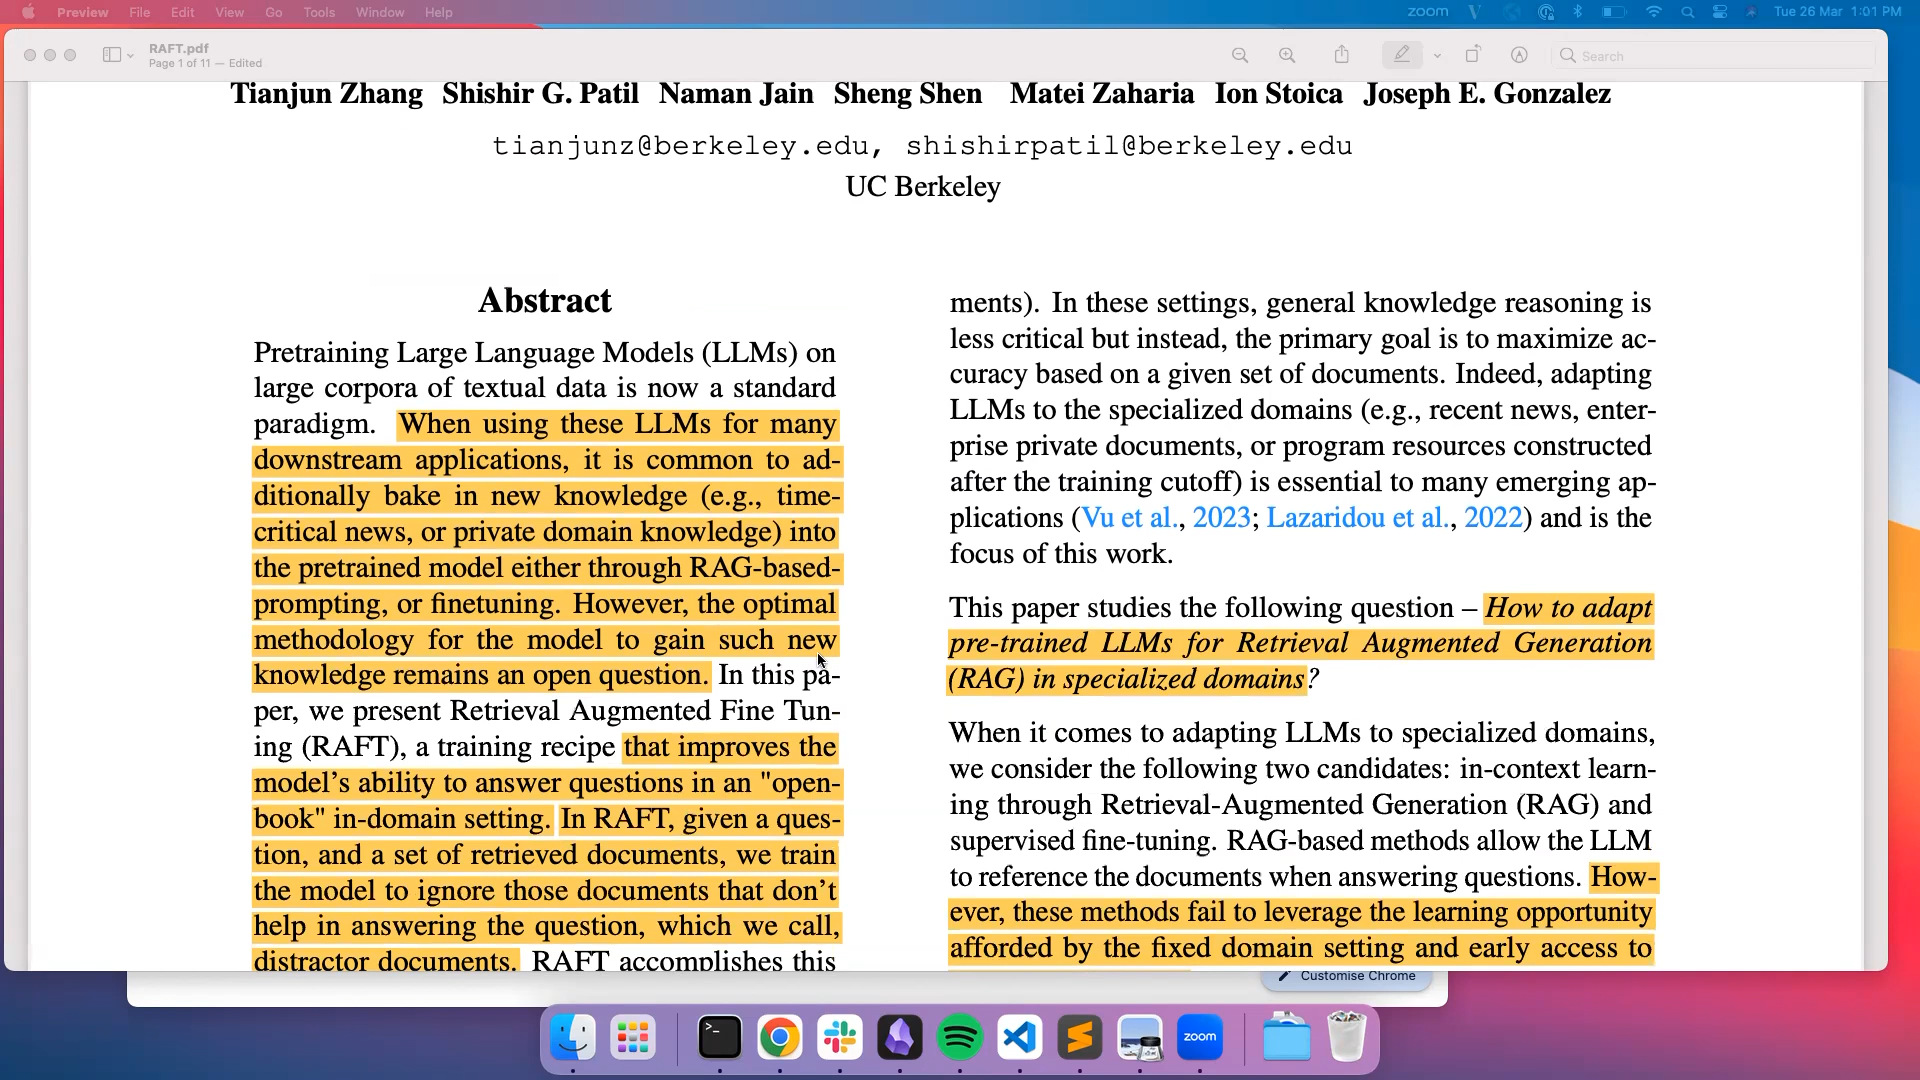 Preview File Edit View Go Tools Window Help
zoom
Tue 26 Mar 1:01 PM
RAFT.pdf
Page 1 of 11 — Edited
Search
Tianjun Zhang Shishir G. Patil Naman Jain Sheng Shen Matei Zaharia Ion Stoica Joseph E. Gonzalez
tianjunz@berkeley.edu, shishirpatil@berkeley.edu
UC Berkeley
Abstract
Pretraining Large Language Models (LLMs) on
large corpora of textual data is now a standard
paradigm. When using these LLMs for many
downstream applications, it is common to ad-
ditionally bake in new knowledge (e.g., time-
critical news, or private domain knowledge) into
the pretrained model either through RAG-based-
prompting, or finetuning. However, the optimal
methodology for the model to gain such new
knowledge remains an open question. In this pa-
per, we present Retrieval Augmented Fine Tun-
ing (RAFT), a training recipe that improves the
model's ability to answer questions in an "open-
book" in-domain setting. In RAFT, given a ques-
tion, and a set of retrieved documents, we train
the model to ignore those documents that don't
help in answering the question, which we call,
distractor documents. RAFT accomplishes this
ments). In these settings, general knowledge reasoning is
less critical but instead, the primary goal is to maximize ac-
curacy based on a given set of documents. Indeed, adapting
LLMs to the specialized domains (e.g., recent news, enter-
prise private documents, or program resources constructed
after the training cutoff) is essential to many emerging ap-
plications (Vu et al., 2023; Lazaridou et al., 2022) and is the
focus of this work.
This paper studies the following question – How to adapt
pre-trained LLMs for Retrieval Augmented Generation
(RAG) in specialized domains?
When it comes to adapting LLMs to specialized domains,
we consider the following two candidates: in-context learn-
ing through Retrieval-Augmented Generation (RAG) and
supervised fine-tuning. RAG-based methods allow the LLM
to reference the documents when answering questions. How-
ever, these methods fail to leverage the learning opportunity
afforded by the fixed domain setting and early access to
Customise Chrome
zoom